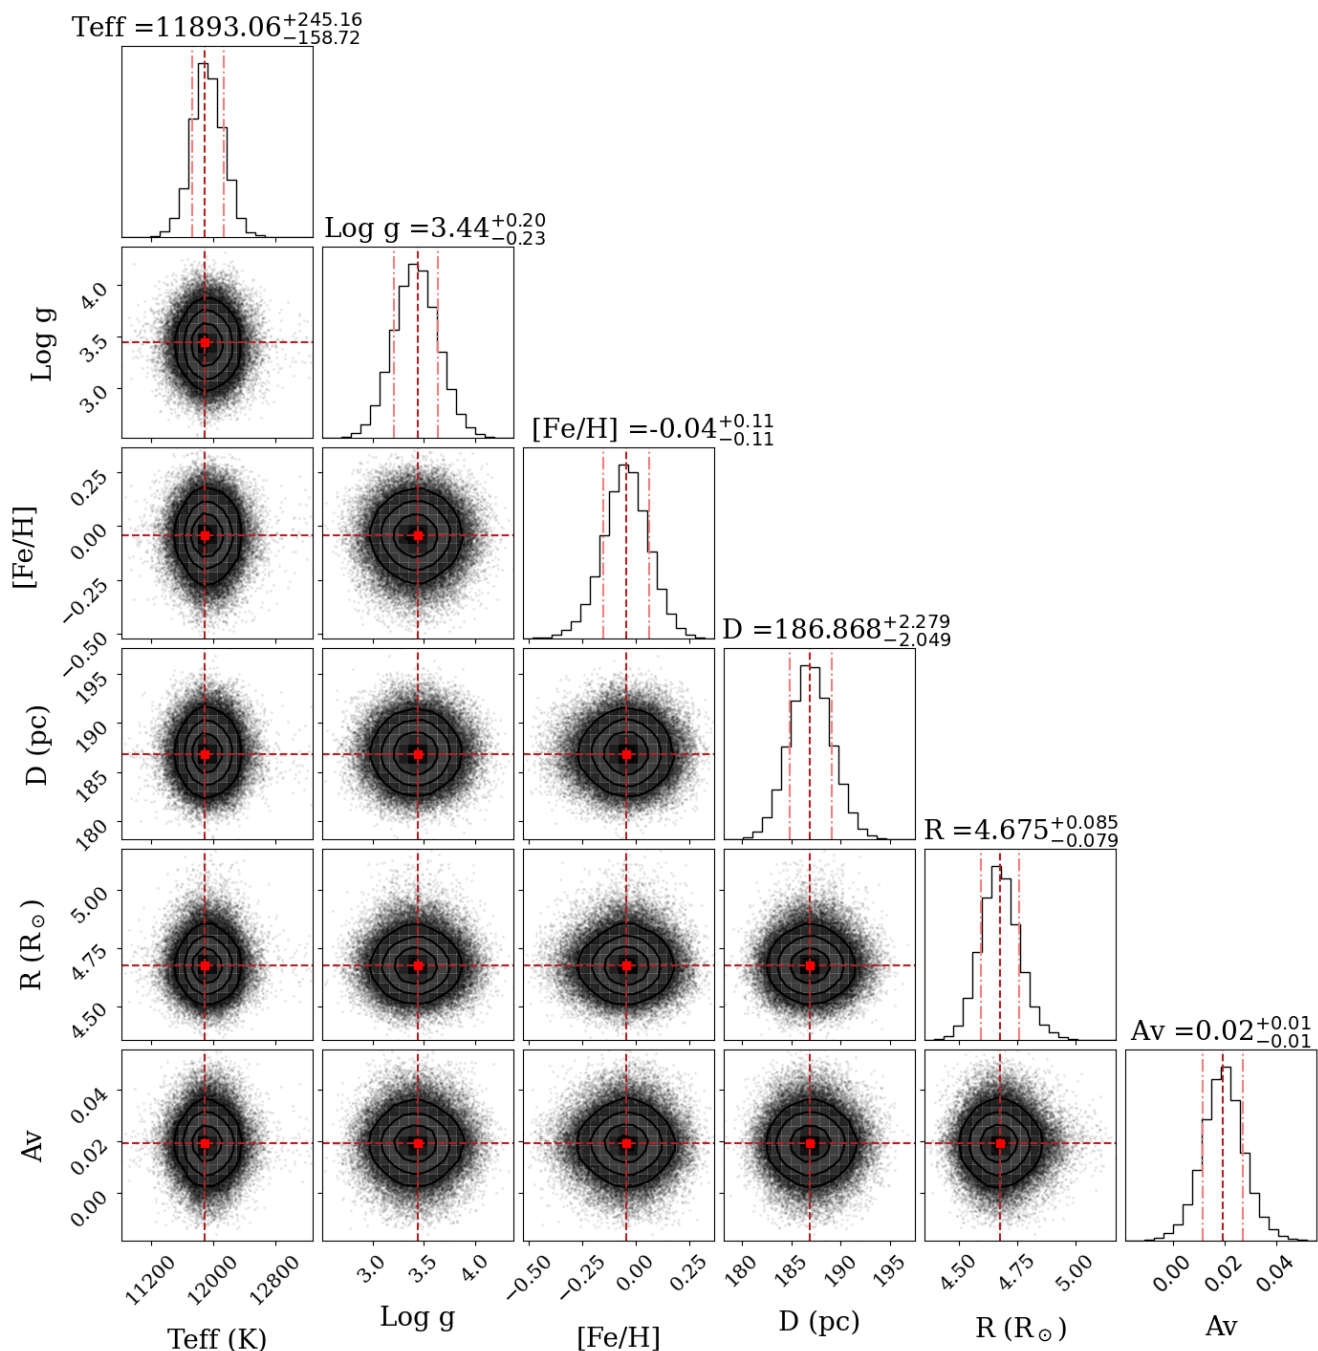 Teff =11893.06+245.16−158.72
Log g =3.44+0.20−0.23
Log g
4.0
3.5
3.0
[Fe/H] =-0.04+0.11−0.11
[Fe/H]
0.25
0.00
−0.25
−0.50
D =186.868+2.279−2.049
D (pc)
195
190
185
180
R =4.675+0.085−0.079
R (R⊙)
5.00
4.75
4.50
Av =0.02+0.01−0.01
Av
0.04
0.02
0.00
11200 12000 12800 3.0 3.5 4.0 −0.50 −0.25 0.00 0.25 180 185 190 195 4.50 4.75 5.00 0.00 0.02 0.04
Teff (K) Log g [Fe/H] D (pc) R (R⊙) Av